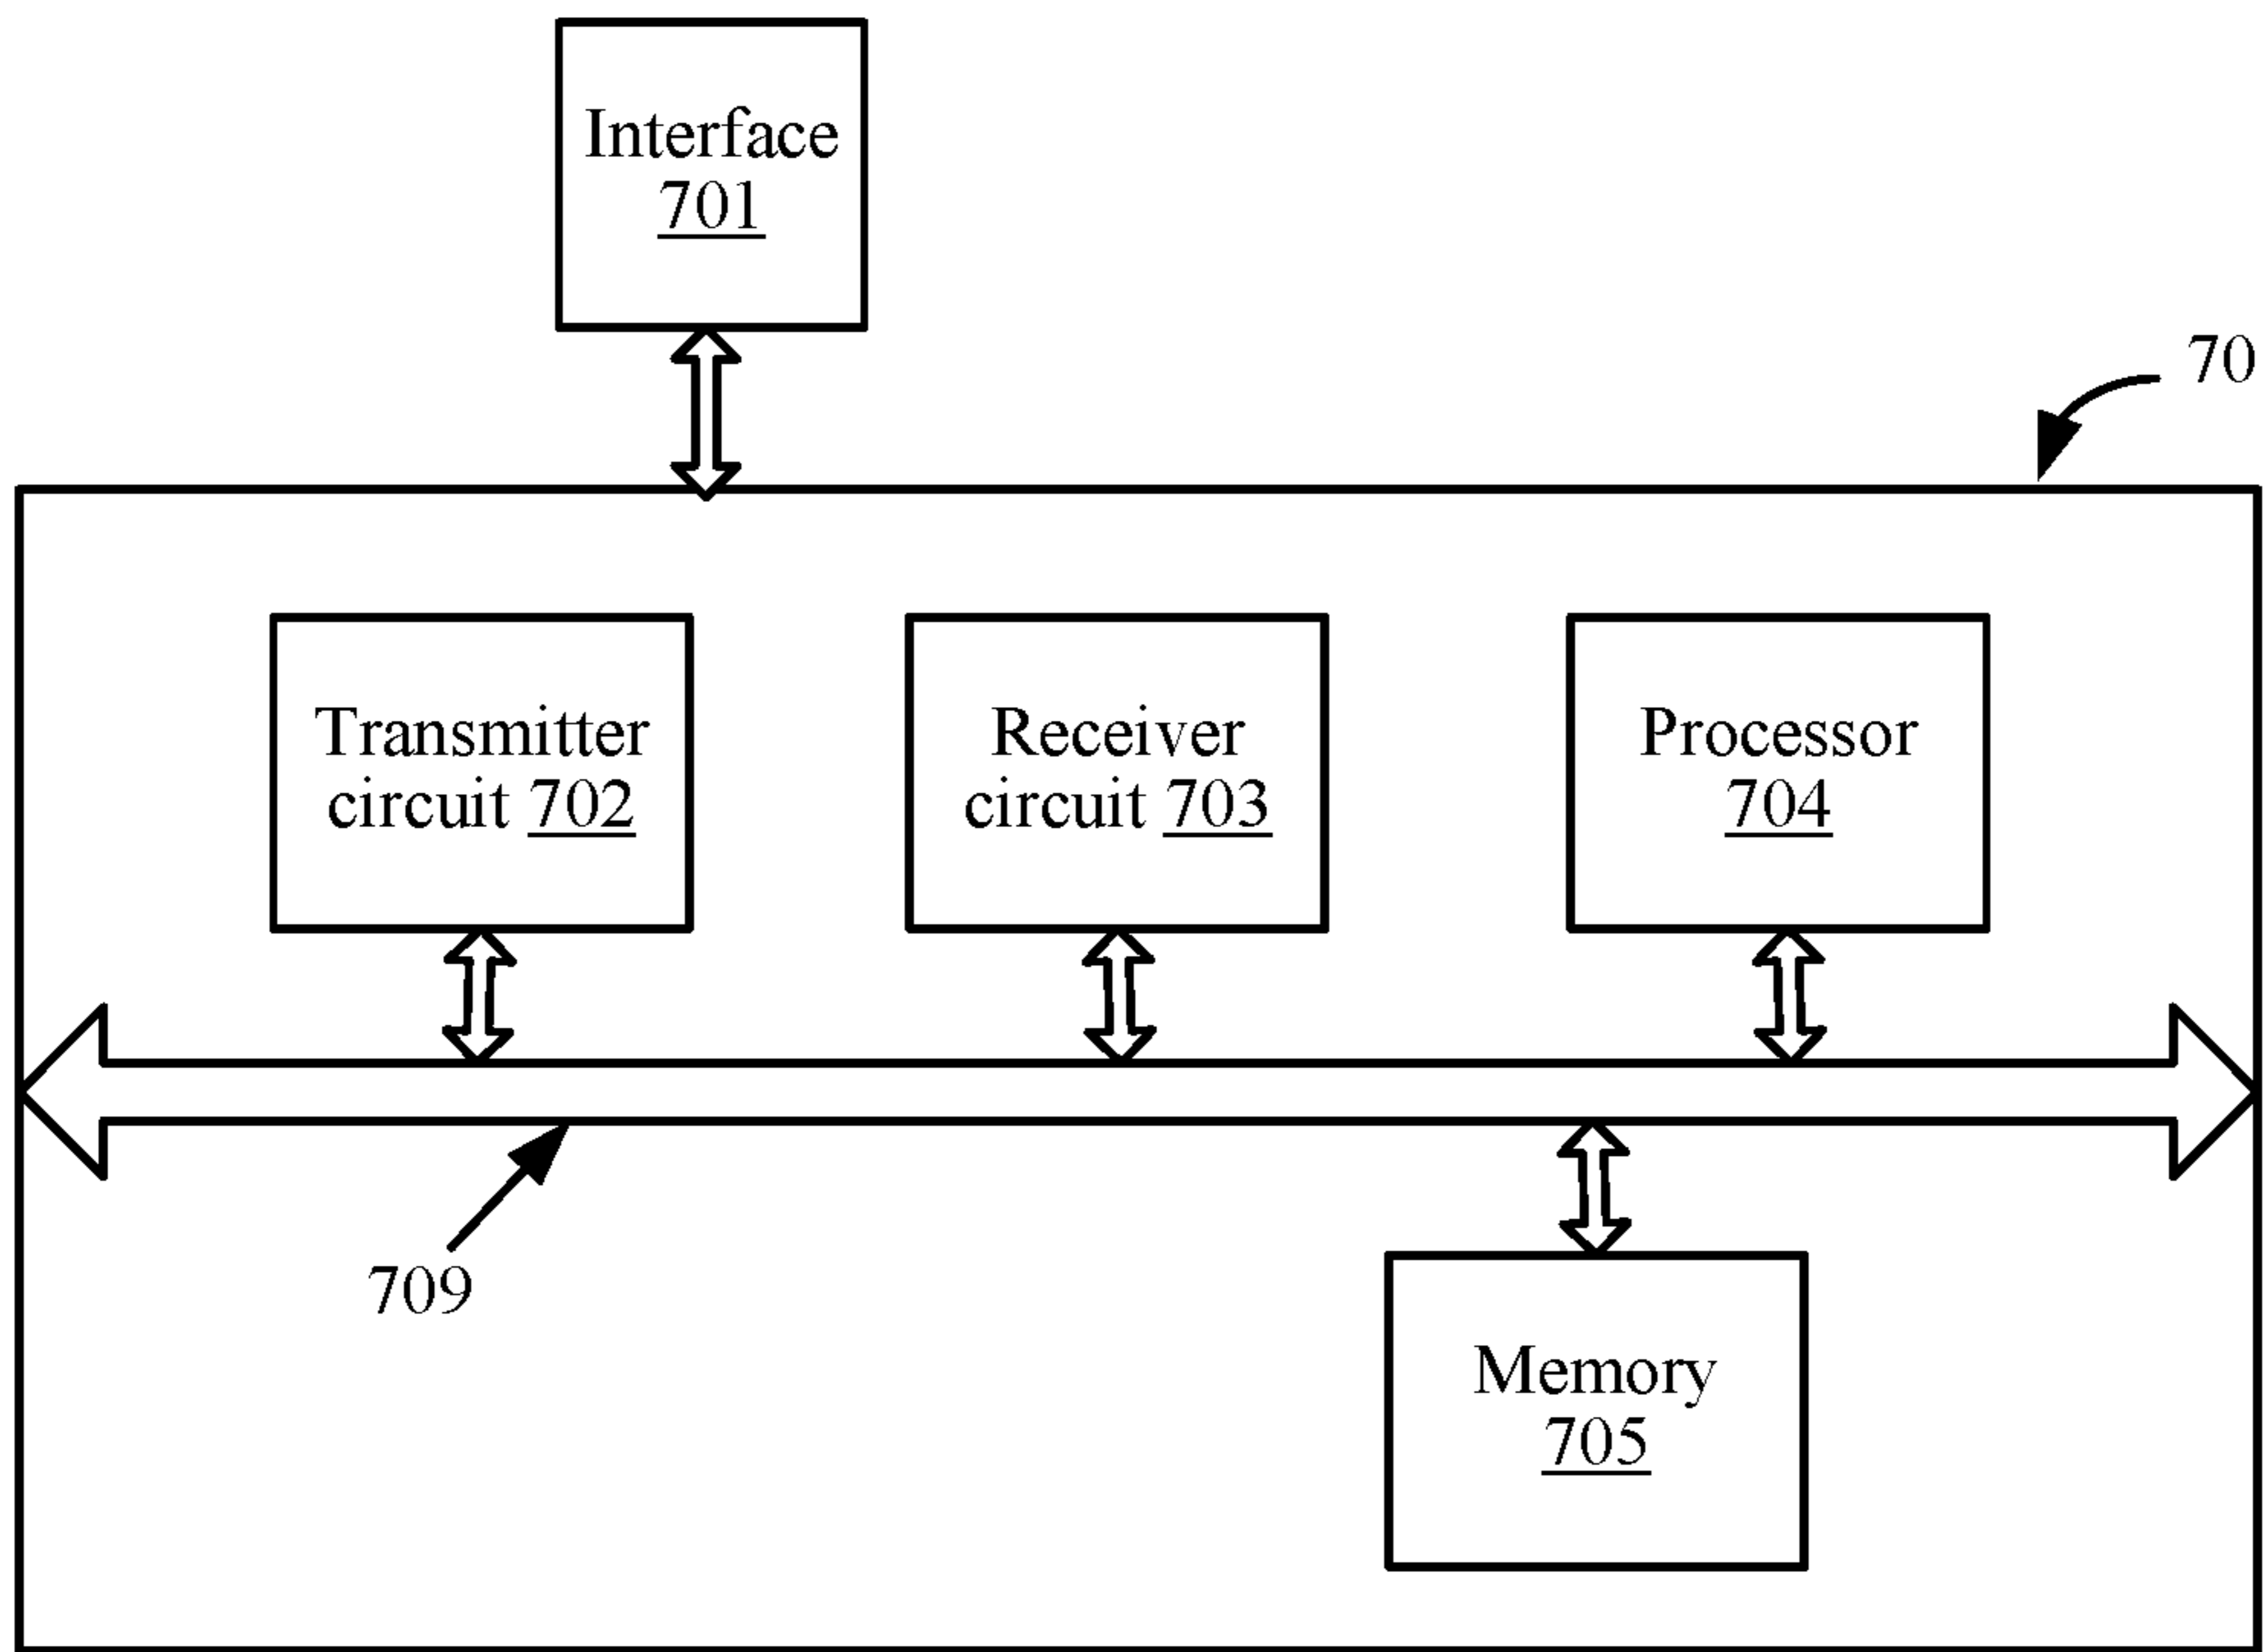 Interface
701
70
Transmitter
circuit 702
Receiver
circuit 703
Processor
704
709
Memory
705